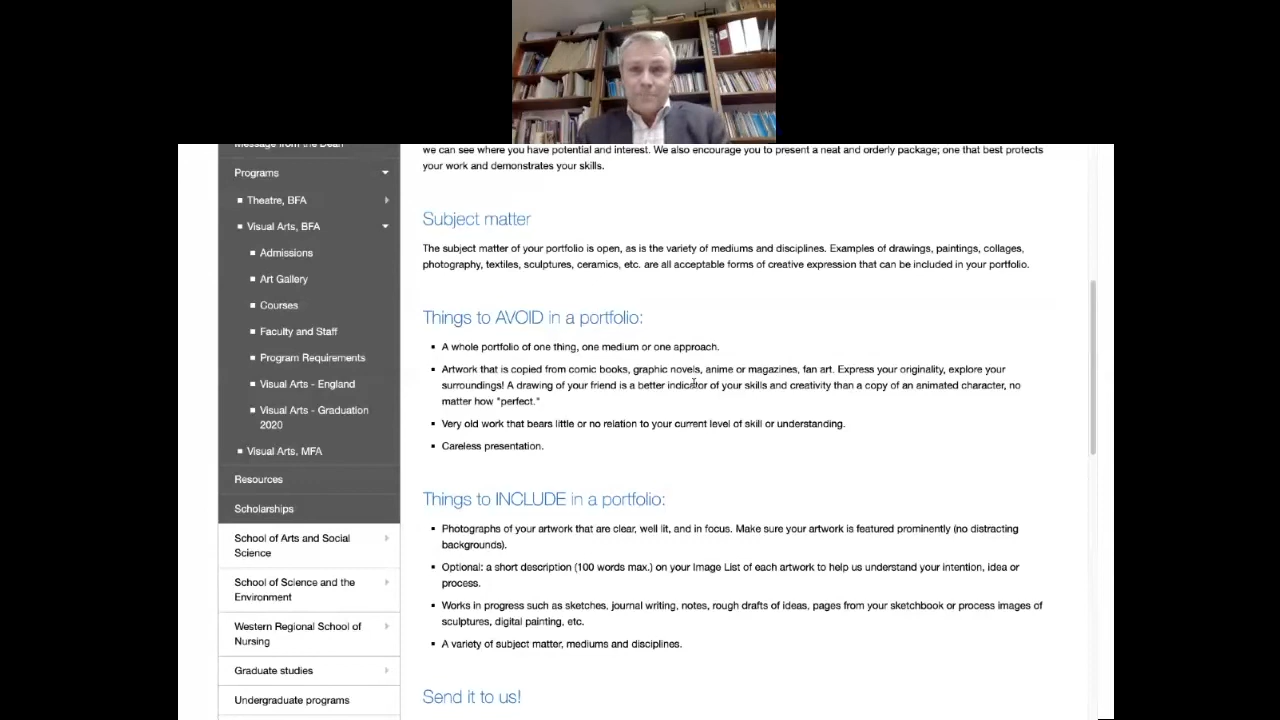 Message from the Dean
Programs
Theatre, BFA
Visual Arts, BFA
Admissions
Art Gallery
Courses
Faculty and Staff
Program Requirements
Visual Arts - England
Visual Arts - Graduation
2020
Visual Arts, MFA
Resources
Scholarships
School of Arts and Social
Science
School of Science and the
Environment
Western Regional School of
Nursing
Graduate studies
Undergraduate programs
we can see where you have potential and interest. We also encourage you to present a neat and orderly package; one that best protects
your work and demonstrates your skills.
Subject matter
The subject matter of your portfolio is open, as is the variety of mediums and disciplines. Examples of drawings, paintings, collages,
photography, textiles, sculptures, ceramics, etc. are all acceptable forms of creative expression that can be included in your portfolio.
Things to AVOID in a portfolio:
A whole portfolio of one thing, one medium or one approach.
Artwork that is copied from comic books, graphic novels, anime or magazines, fan art. Express your originality, explore your
surroundings! A drawing of your friend is a better indicator of your skills and creativity than a copy of an animated character, no
matter how "perfect."
Very old work that bears little or no relation to your current level of skill or understanding.
Careless presentation.
Things to INCLUDE in a portfolio:
Photographs of your artwork that are clear, well lit, and in focus. Make sure your artwork is featured prominently (no distracting
backgrounds).
Optional: a short description (100 words max.) on your Image List of each artwork to help us understand your intention, idea or
process.
Works in progress such as sketches, journal writing, notes, rough drafts of ideas, pages from your sketchbook or process images of
sculptures, digital painting, etc.
A variety of subject matter, mediums and disciplines.
Send it to us!